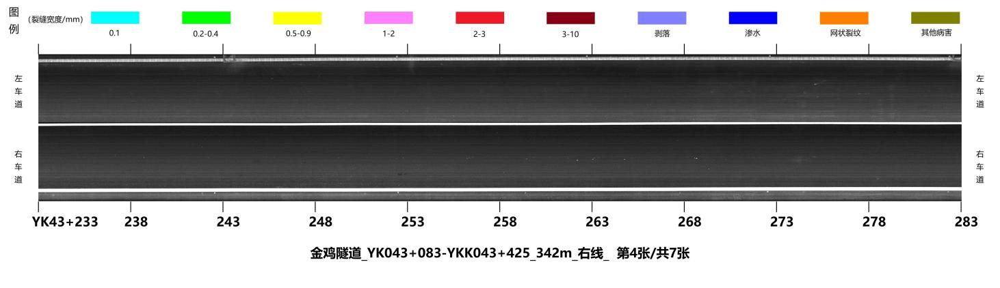 图例
(裂缝宽度/mm)
0.1
0.2-0.4
0.5-0.9
1-2
2-3
3-10
剥落
渗水
网状裂纹
其他病害
左车道
左车道
右车道
右车道
YK43+233 238 243 248 253 258 263 268 273 278 283
金鸡隧道_YK043+083-YKK043+425_342m_右线_ 第4张/共7张